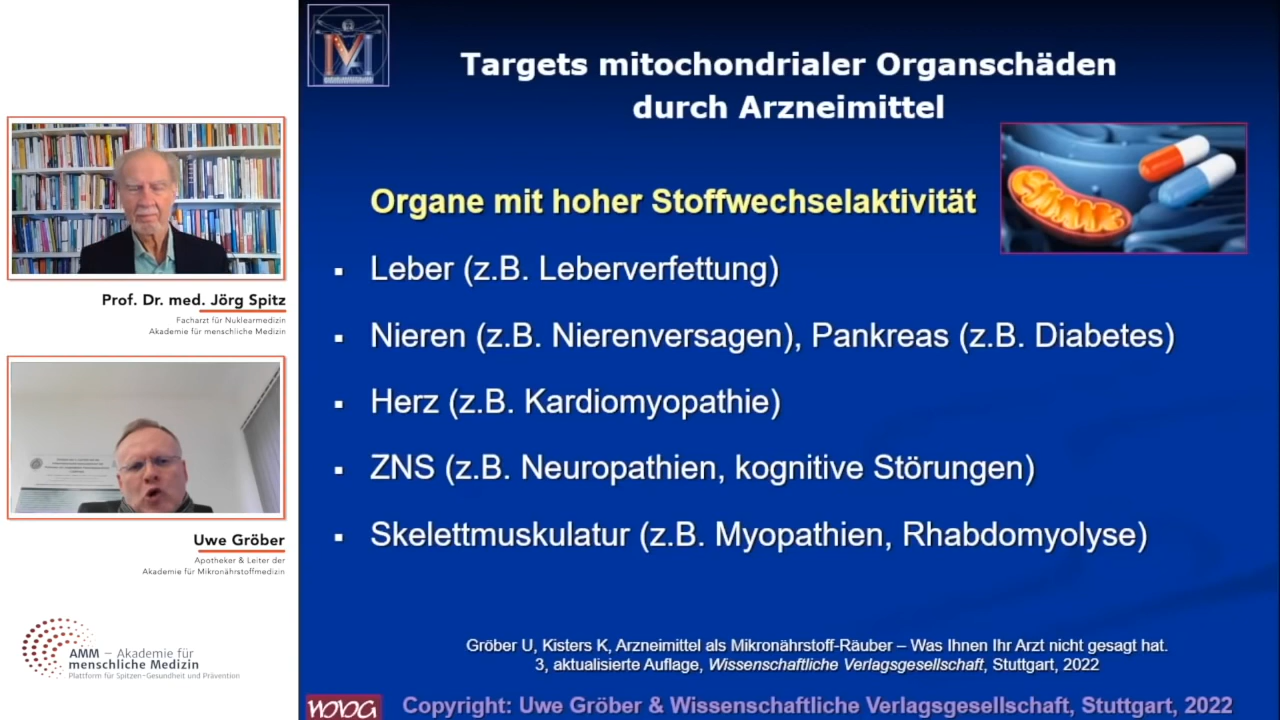 Targets mitochondrialer Organschäden
durch Arzneimittel
Organe mit hoher Stoffwechselaktivität
▪ Leber (z.B. Leberverfettung)
▪ Nieren (z.B. Nierenversagen), Pankreas (z.B. Diabetes)
▪ Herz (z.B. Kardiomyopathie)
▪ ZNS (z.B. Neuropathien, kognitive Störungen)
▪ Skelettmuskulatur (z.B. Myopathien, Rhabdomyolyse)
Gröber U, Kisters K, Arzneimittel als Mikronährstoff-Räuber – Was Ihnen Ihr Arzt nicht gesagt hat.
3, aktualisierte Auflage, Wissenschaftliche Verlagsgesellschaft, Stuttgart, 2022
Copyright: Uwe Gröber & Wissenschaftliche Verlagsgesellschaft, Stuttgart, 2022
Prof. Dr. med. Jörg Spitz
Facharzt für Nuklearmedizin
Akademie für menschliche Medizin
Uwe Gröber
Apotheker & Leiter der
Akademie für Mikronährstoffmedizin
AMM – Akademie für
menschliche Medizin
Plattform für Spitzen-Gesundheit und Prävention